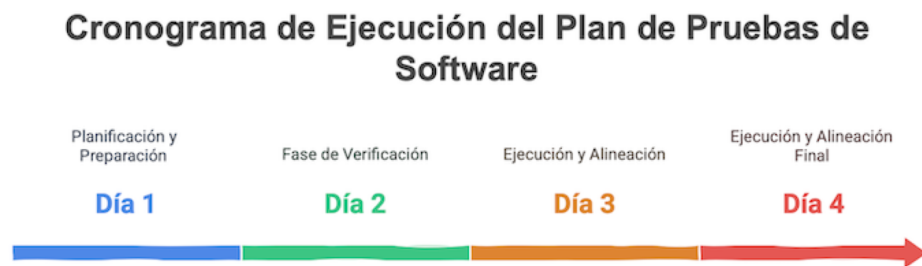 Cronograma de Ejecución del Plan de Pruebas de
Software
Planificación y
Preparación
Día 1
Fase de Verificación
Día 2
Ejecución y Alineación
Día 3
Ejecución y Alineación
Final
Día 4